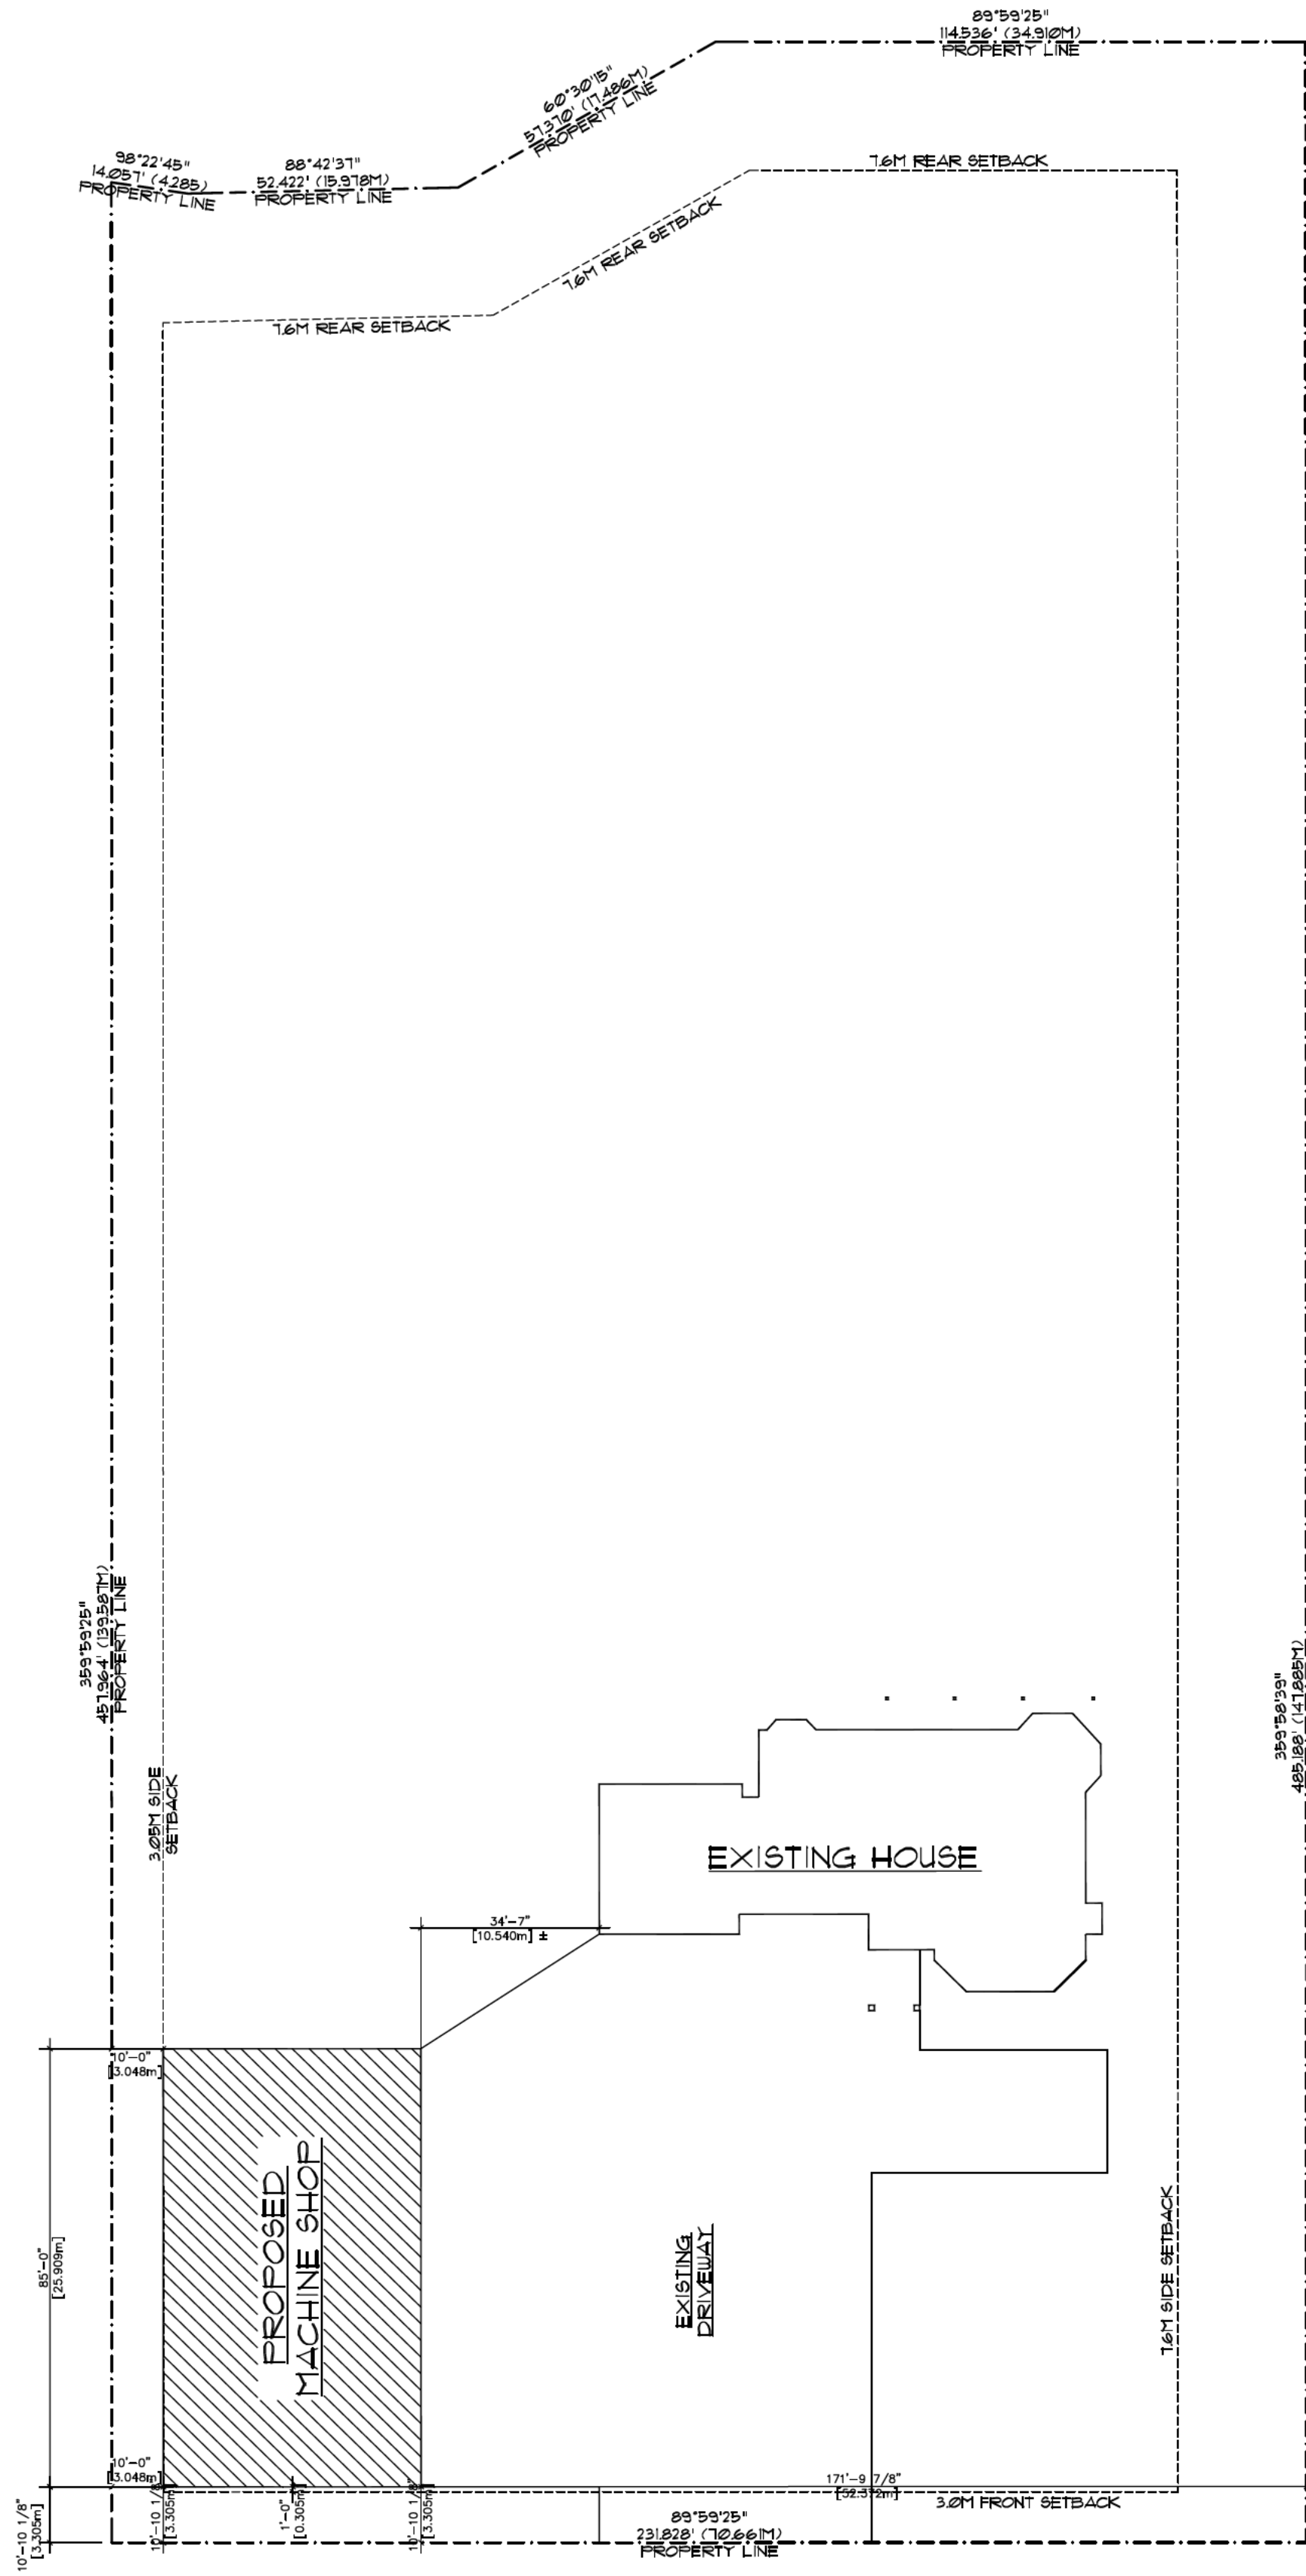 89°59'25"
114.536' (34.910M)
PROPERTY LINE
60°30'15"
57.370' (17.486M)
PROPERTY LINE
98°22'45"
14.057' (4.285)
PROPERTY LINE
88°42'37"
52.422' (15.978M)
PROPERTY LINE
7.6M REAR SETBACK
7.6M REAR SETBACK
7.6M REAR SETBACK
359°59'25"
457.964' (139.587M)
PROPERTY LINE
359°58'39"
485.188' (147.885M)
3.05M SIDE
SETBACK
EXISTING HOUSE
34'-7"
[10.540m] ±
10'-0"
[3.048m]
PROPOSED
MACHINE SHOP
85'-0"
[25.909m]
EXISTING
DRIVEWAY
7.6M SIDE SETBACK
10'-0"
[3.048m]
10'-10 1/8"
[3.305m]
10'-10 1/8"
[3.305m]
1'-0"
[0.305m]
10'-10 1/8"
[3.305m]
171'-9 7/8"
[52.372m]
3.0M FRONT SETBACK
89°59'25"
231.828' (70.661M)
PROPERTY LINE